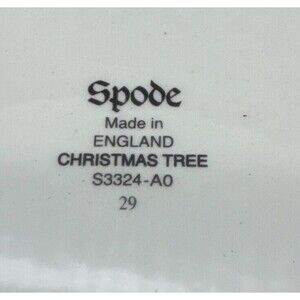 Spode
Made in
ENGLAND
CHRISTMAS TREE
S3324-A0
29